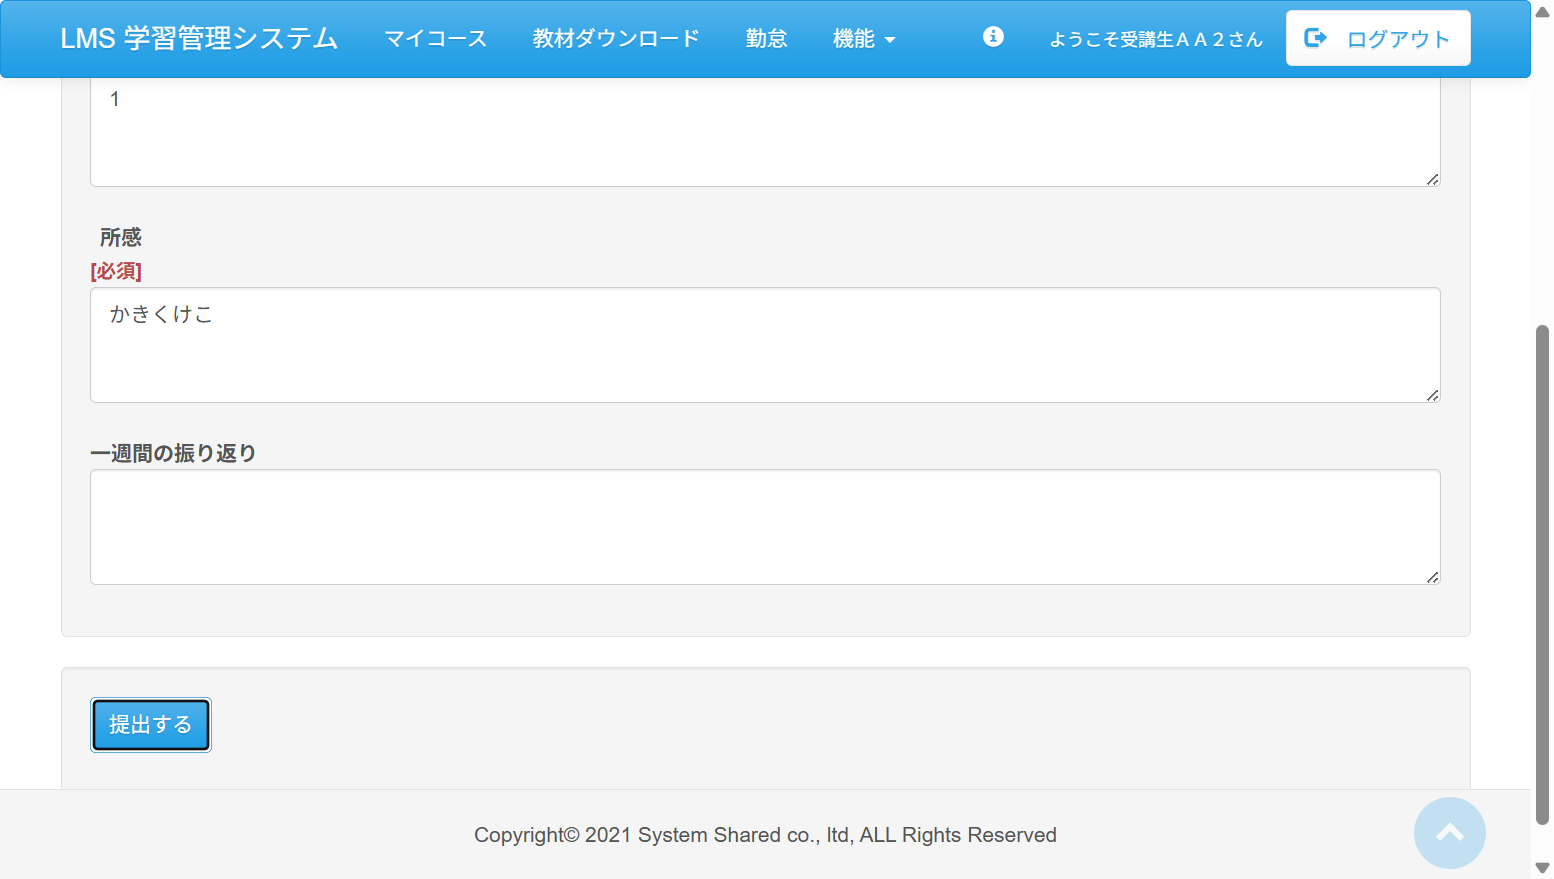 LMS 学習管理システム マイコース 教材ダウンロード 勤怠 機能 ようこそ受講生ＡＡ２さん ログアウト
1
所感
[必須]
かきくけこ
一週間の振り返り
提出する
Copyright© 2021 System Shared co., ltd, ALL Rights Reserved